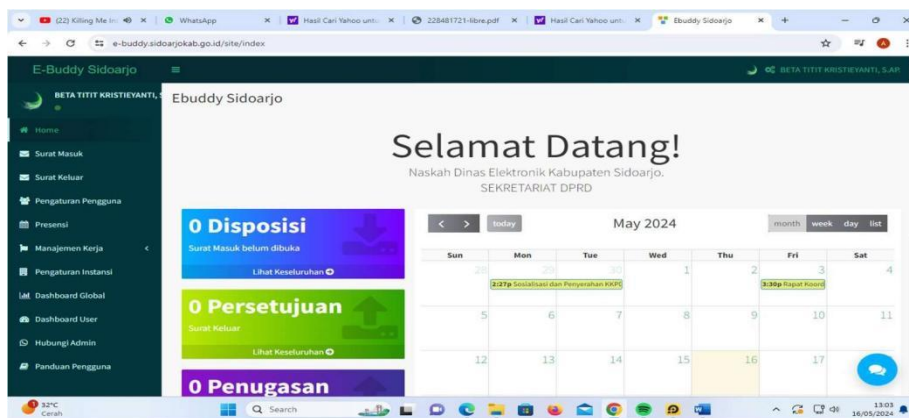 (22) Killing Me In
WhatsApp
Hasil Cari Yahoo untu
228481721-libre.pdf
Hasil Cari Yahoo untu
Ebuddy Sidoarjo
e-buddy.sidoarjokab.go.id/site/index
E-Buddy Sidoarjo
BETA TITIT KRISTIEYANTI, S.AP
BETA TITIT KRISTIEYANTI, S
Ebuddy Sidoarjo
Home
Surat Masuk
Surat Keluar
Pengaturan Pengguna
Presensi
Manajemen Kerja
Pengaturan Instansi
Dashboard Global
Dashboard User
Hubungi Admin
Panduan Pengguna
Selamat Datang!
Naskah Dinas Elektronik Kabupaten Sidoarjo.
SEKRETARIAT DPRD
0 Disposisi
Surat Masuk belum dibuka
Lihat Keseluruhan
0 Persetujuan
Surat Keluar
Lihat Keseluruhan
0 Penugasan
today
May 2024
month week day list
Sun Mon Tue Wed Thu Fri Sat
28 29 30 1 2 3 4
2:27p Sosialisasi dan Penyerahan KKPD
3:30p Rapat Koord
5 6 7 8 9 10 11
12 13 14 15 16 17
32°C
Cerah
Search
13:03
16/05/2024